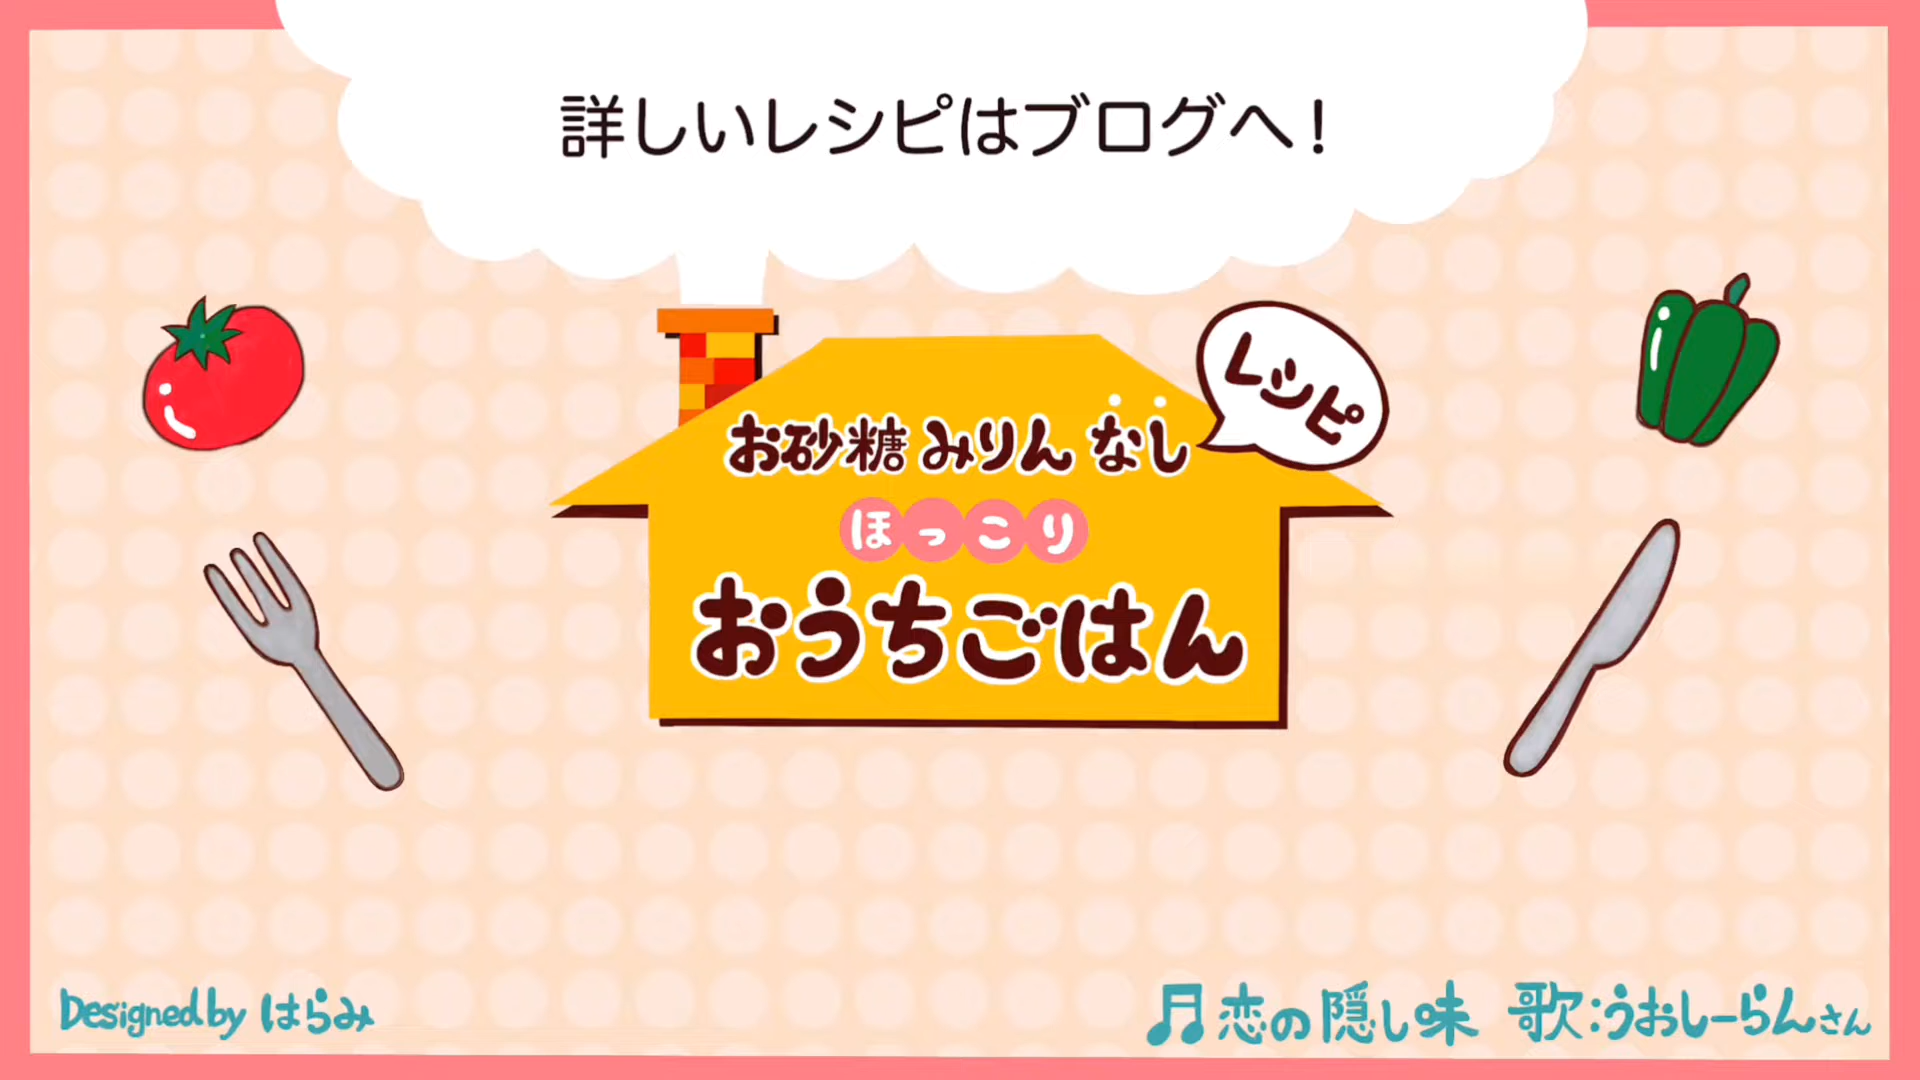 詳しいレシピはブログへ！
レシピ
お砂糖 みりん なし
ほっこり
おうちごはん
Designed by はらみ
♫ 恋の隠し味 歌：うおしーらんさん